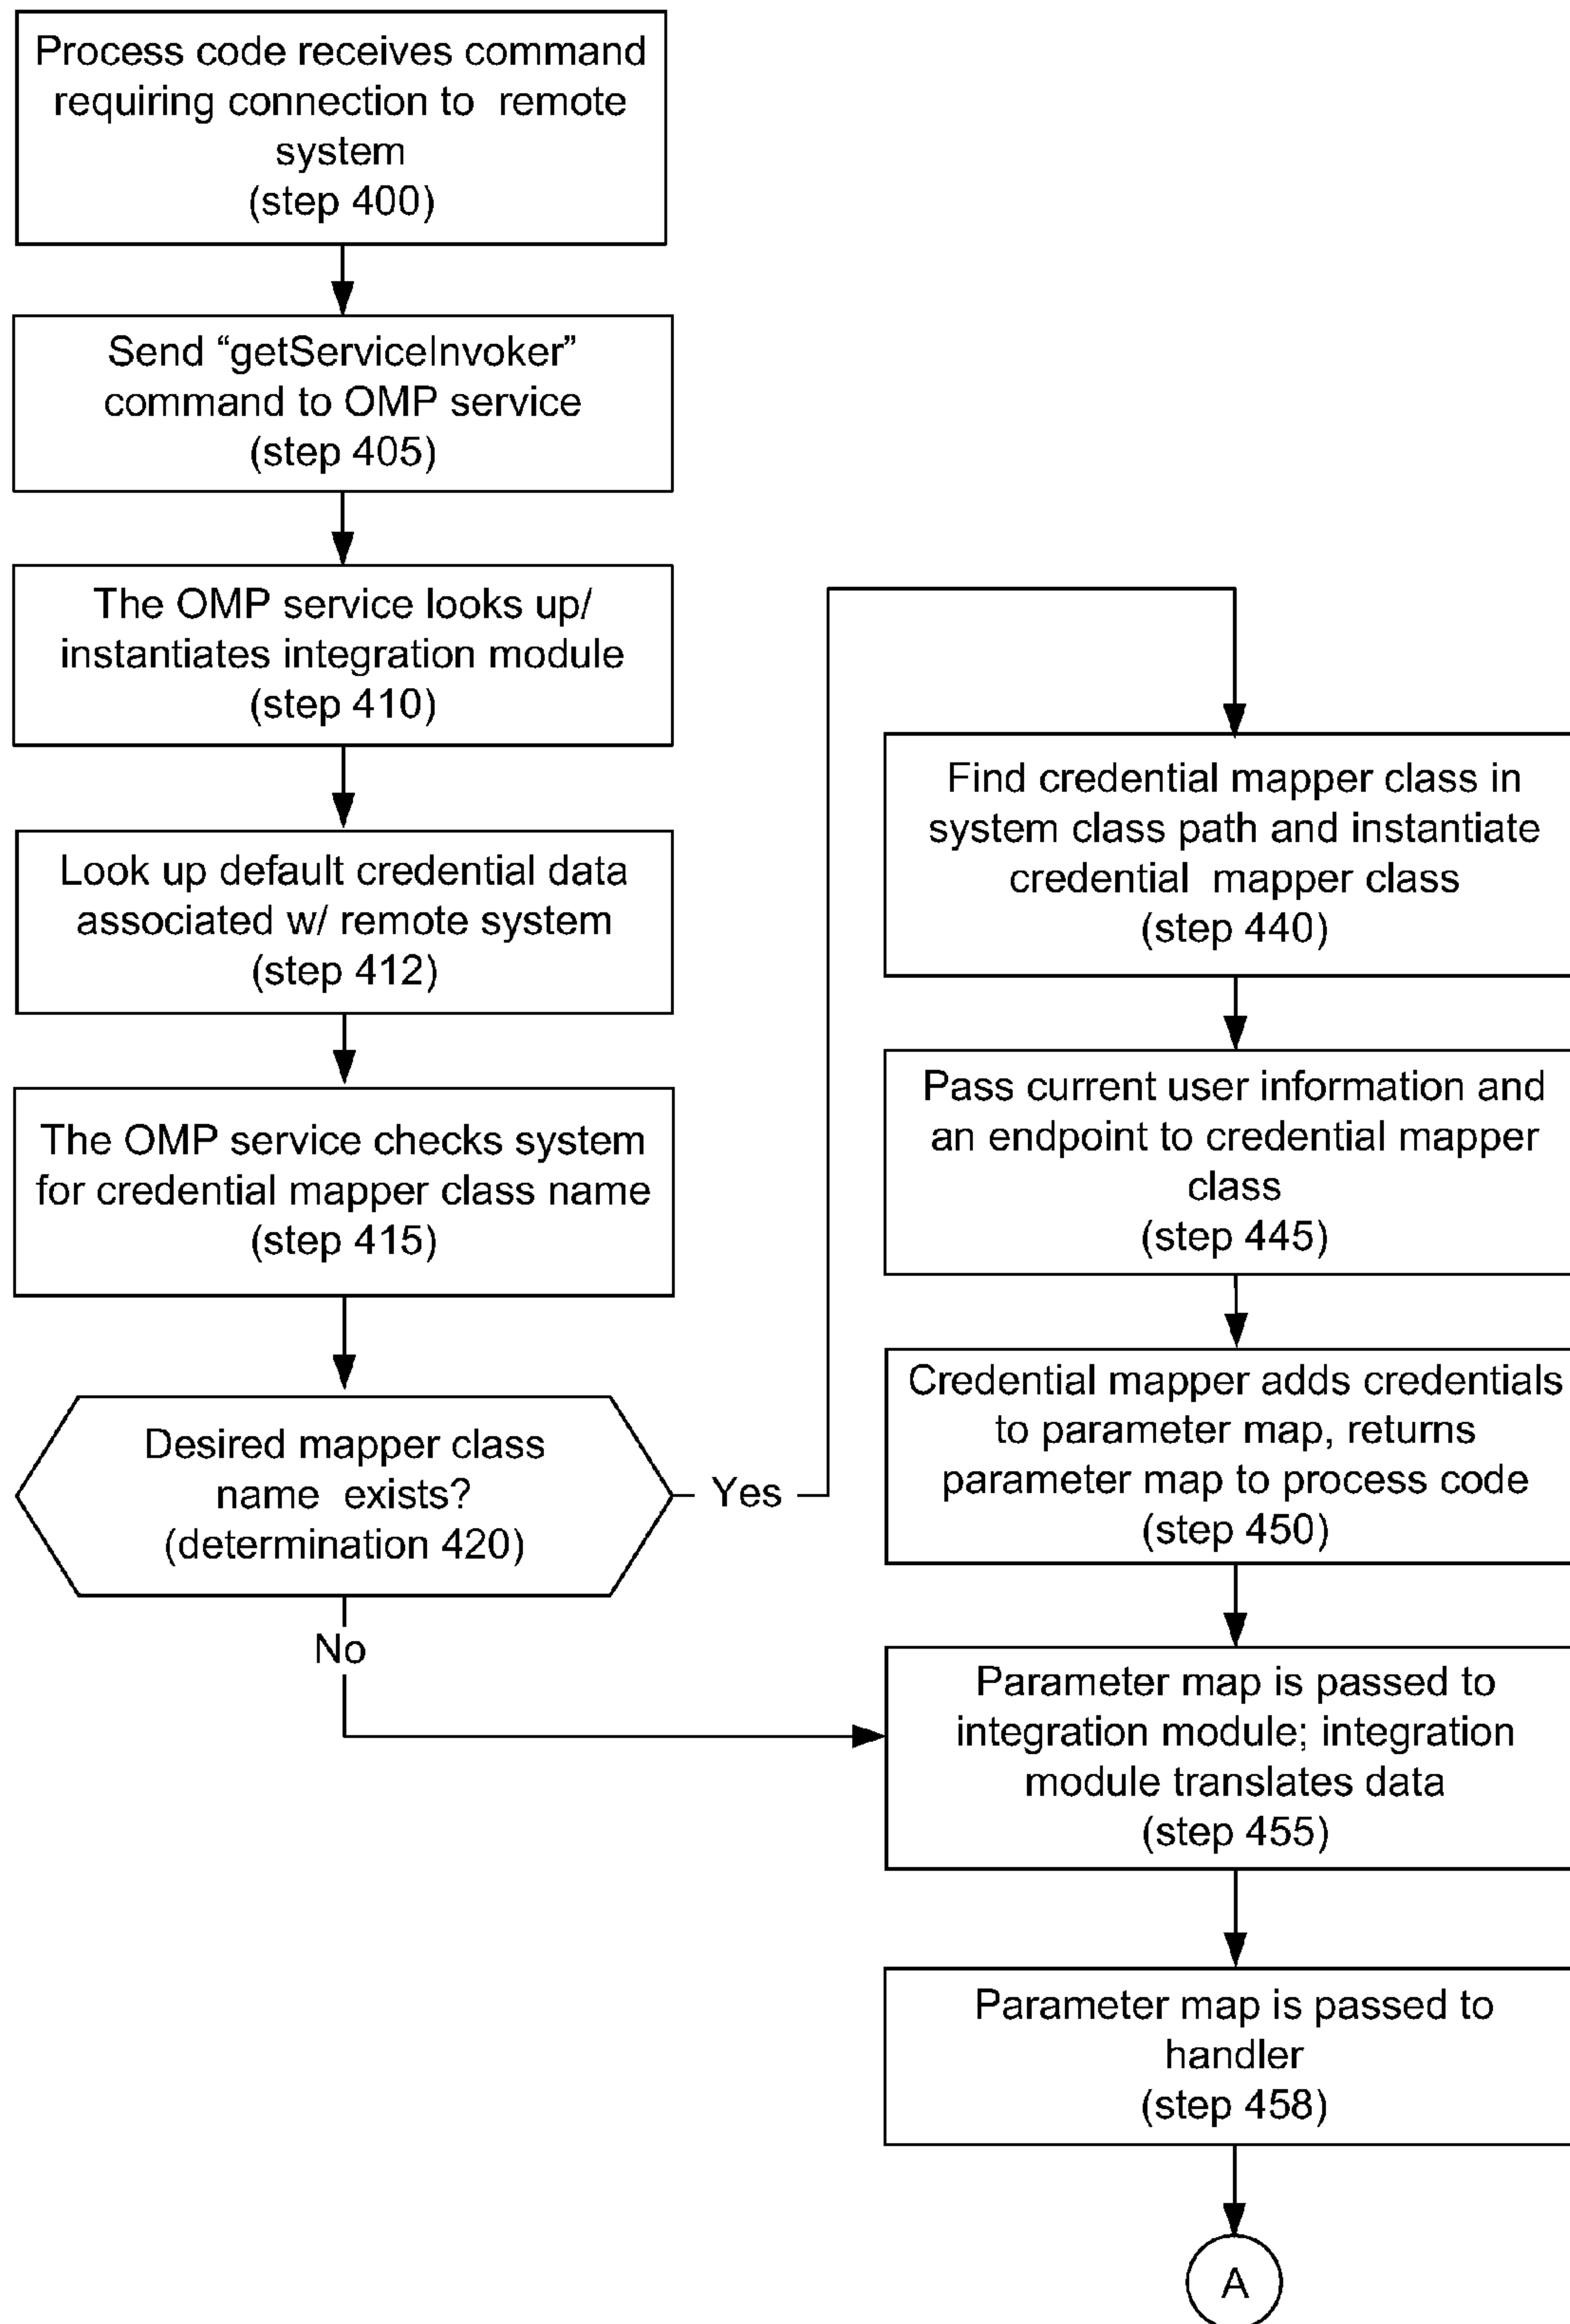 Process code receives command
requiring connection to remote
system
(step 400)
Send “getServiceInvoker”
command to OMP service
(step 405)
The OMP service looks up/
instantiates integration module
(step 410)
Look up default credential data
associated w/ remote system
(step 412)
The OMP service checks system
for credential mapper class name
(step 415)
Desired mapper class
name exists?
(determination 420)
Yes
No
Find credential mapper class in
system class path and instantiate
credential mapper class
(step 440)
Pass current user information and
an endpoint to credential mapper
class
(step 445)
Credential mapper adds credentials
to parameter map, returns
parameter map to process code
(step 450)
Parameter map is passed to
integration module; integration
module translates data
(step 455)
Parameter map is passed to
handler
(step 458)
A